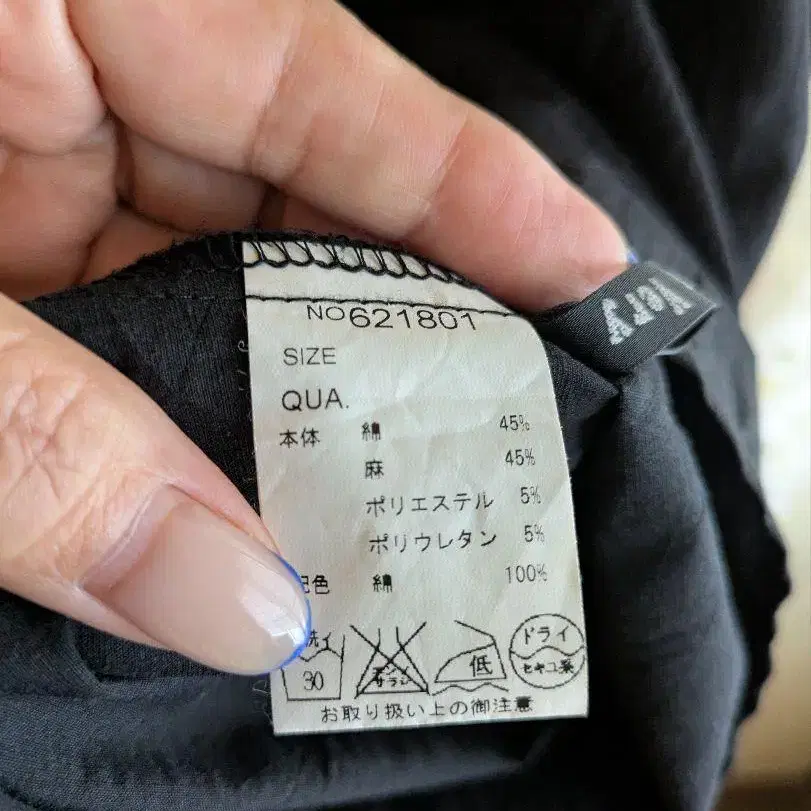 NO621801
SIZE
QUA.
本体 綿 45%
麻 45%
ポリエステル 5%
ポリウレタン 5%
色 綿 100%
30
低
ドライ
セキユ系
お取り扱い上の御注意
Very